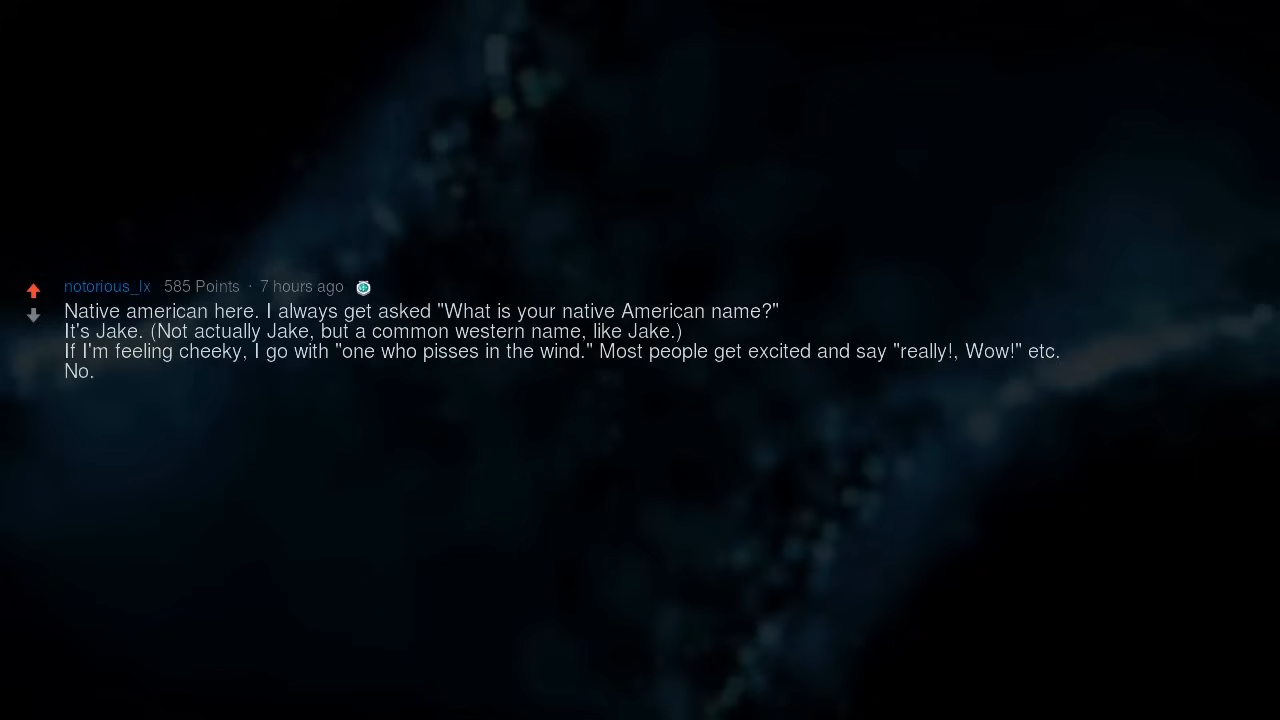 notorious_lx 585 Points · 7 hours ago
Native american here. I always get asked "What is your native American name?"
It's Jake. (Not actually Jake, but a common western name, like Jake.)
If I'm feeling cheeky, I go with "one who pisses in the wind." Most people get excited and say "really!, Wow!" etc.
No.